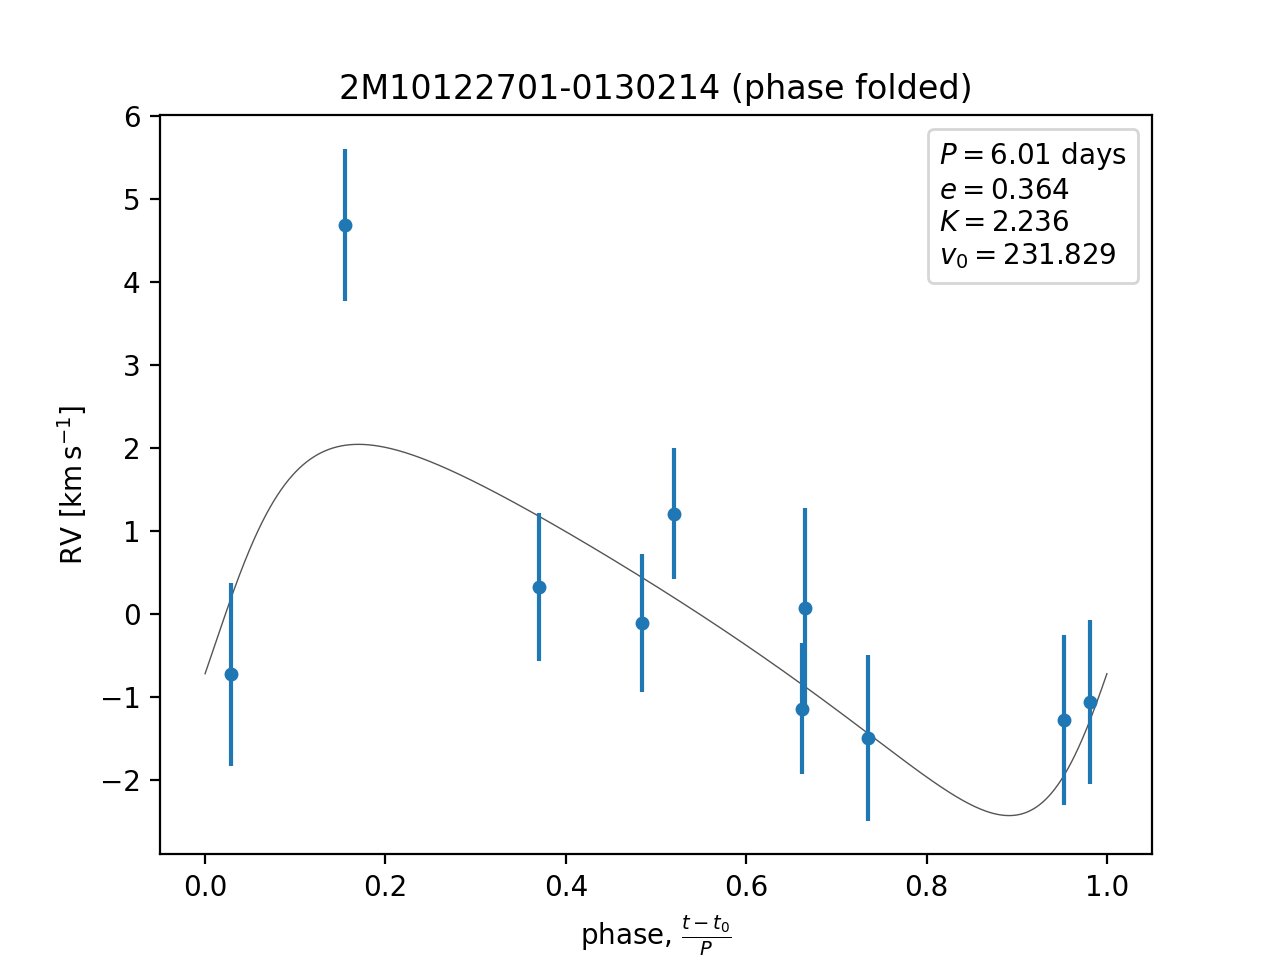 2M10122701-0130214 (phase folded)
P = 6.01 days
e = 0.364
K = 2.236
v₀ = 231.829
6
5
4
3
2
1
0
−1
−2
RV [km s⁻¹]
0.0 0.2 0.4 0.6 0.8 1.0
phase, (t − t₀)/P